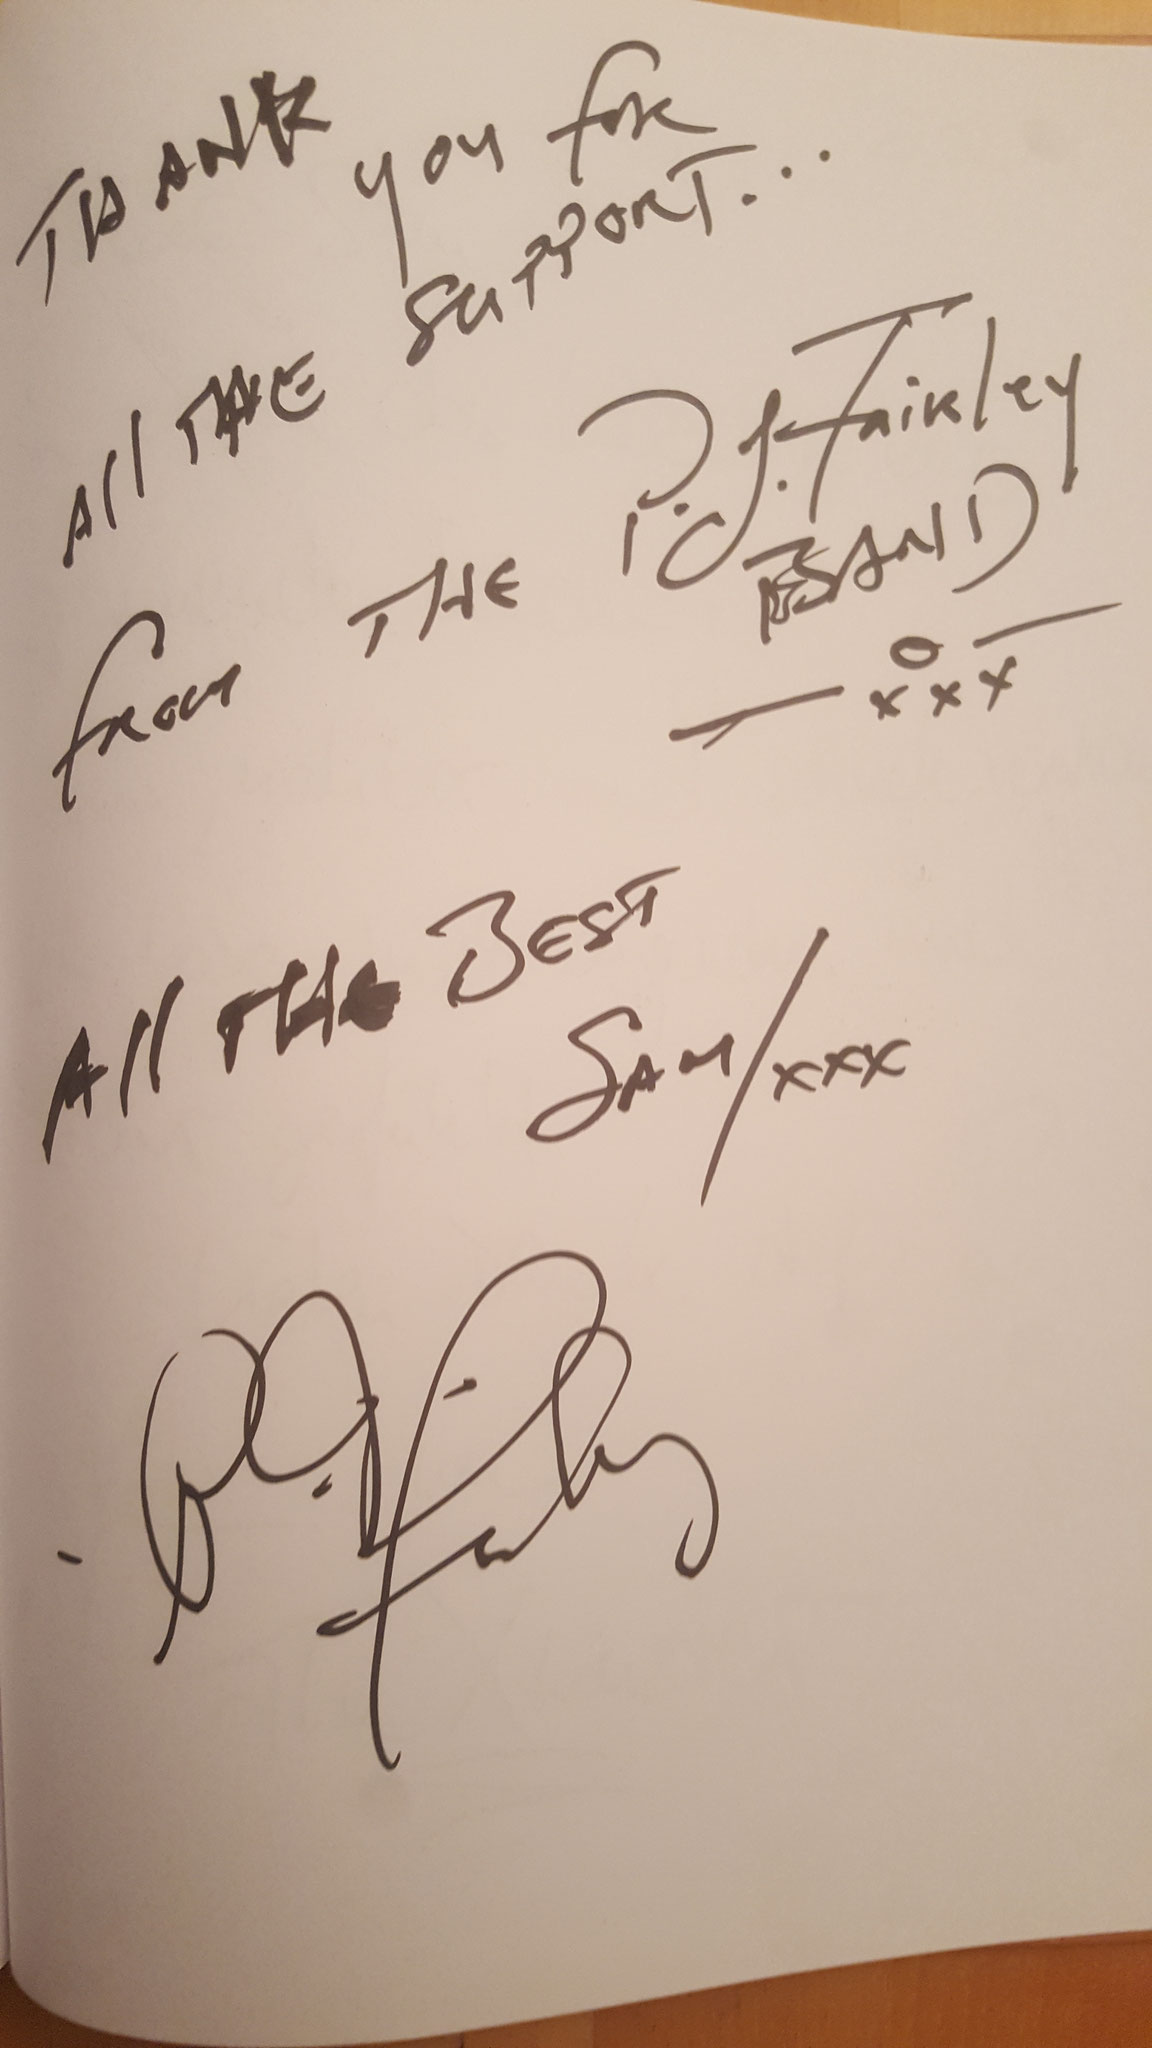 THANK you for
All THE SUPPORT...
from THE P.J. Fairley
BAND
xxx
All THE BEST
SAM/xxx